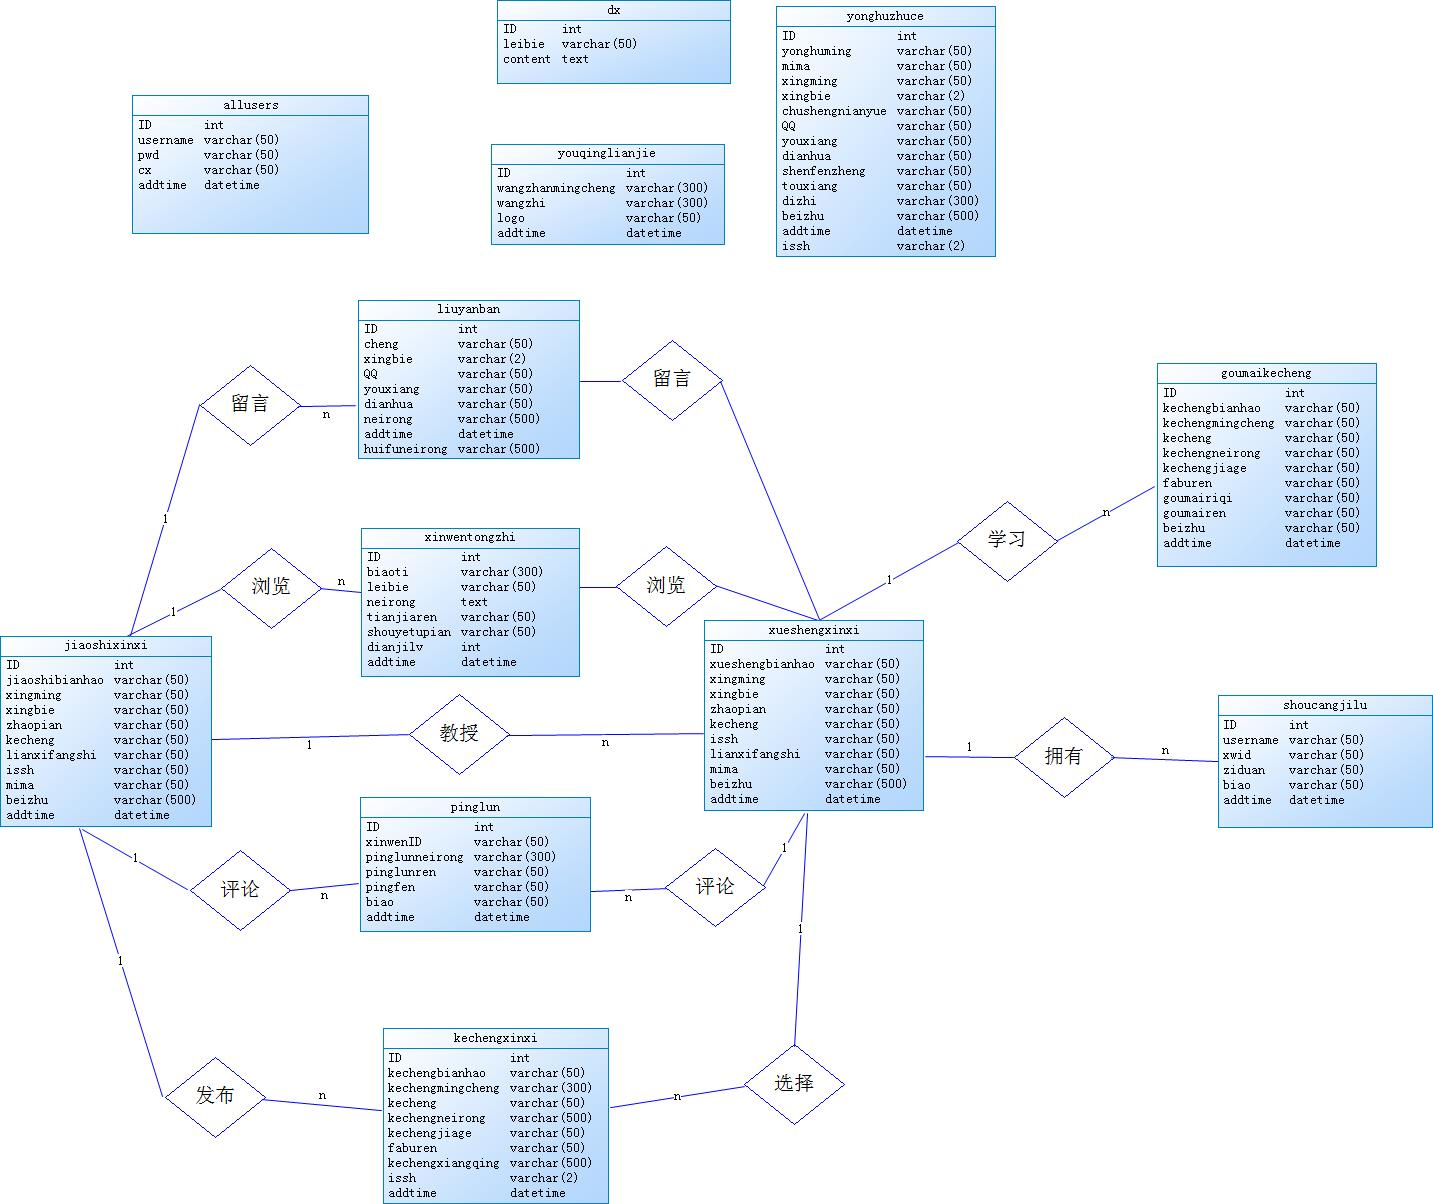 dx
ID int
leibie varchar(50)
content text
yonghuzhuce
ID int
yonghuming varchar(50)
mima varchar(50)
xingming varchar(50)
xingbie varchar(2)
chushengnianyue varchar(50)
QQ varchar(50)
youxiang varchar(50)
dianhua varchar(50)
shenfenzheng varchar(50)
touxiang varchar(50)
dizhi varchar(300)
beizhu varchar(500)
addtime datetime
issh varchar(2)
allusers
ID int
username varchar(50)
pwd varchar(50)
cx varchar(50)
addtime datetime
youqinglianjie
ID int
wangzhanmingcheng varchar(300)
wangzhi varchar(300)
logo varchar(50)
addtime datetime
liuyanban
ID int
cheng varchar(50)
xingbie varchar(2)
QQ varchar(50)
youxiang varchar(50)
dianhua varchar(50)
neirong varchar(500)
addtime datetime
huifuneirong varchar(500)
留言
n
1
留言
goumaikecheng
ID int
kechengbianhao varchar(50)
kechengmingcheng varchar(50)
kecheng varchar(50)
kechengneirong varchar(50)
kechengjiage varchar(50)
faburen varchar(50)
goumairiqi varchar(50)
goumairen varchar(50)
beizhu varchar(50)
addtime datetime
学习
n
1
xinwentongzhi
ID int
biaoti varchar(300)
leibie varchar(50)
neirong text
tianjiaren varchar(50)
shouyetupian varchar(50)
dianjilv int
addtime datetime
浏览
n
1
浏览
jiaoshixinxi
ID int
jiaoshibianhao varchar(50)
xingming varchar(50)
xingbie varchar(50)
zhaopian varchar(50)
kecheng varchar(50)
lianxifangshi varchar(50)
issh varchar(50)
mima varchar(50)
beizhu varchar(500)
addtime datetime
1
教授
n
xueshengxinxi
ID int
xueshengbianhao varchar(50)
xingming varchar(50)
xingbie varchar(50)
zhaopian varchar(50)
kecheng varchar(50)
issh varchar(50)
lianxifangshi varchar(50)
mima varchar(50)
beizhu varchar(500)
addtime datetime
1
拥有
n
shoucangjilu
ID int
username varchar(50)
xwid varchar(50)
ziduan varchar(50)
biao varchar(50)
addtime datetime
pinglun
ID int
xinwenID varchar(50)
pinglunneirong varchar(300)
pinglunren varchar(50)
pingfen varchar(50)
biao varchar(50)
addtime datetime
1
评论
n
n
评论
1
1
1
kechengxinxi
ID int
kechengbianhao varchar(50)
kechengmingcheng varchar(300)
kecheng varchar(50)
kechengneirong varchar(500)
kechengjiage varchar(50)
faburen varchar(50)
kechengxiangqing varchar(500)
issh varchar(2)
addtime datetime
发布
n
n
选择